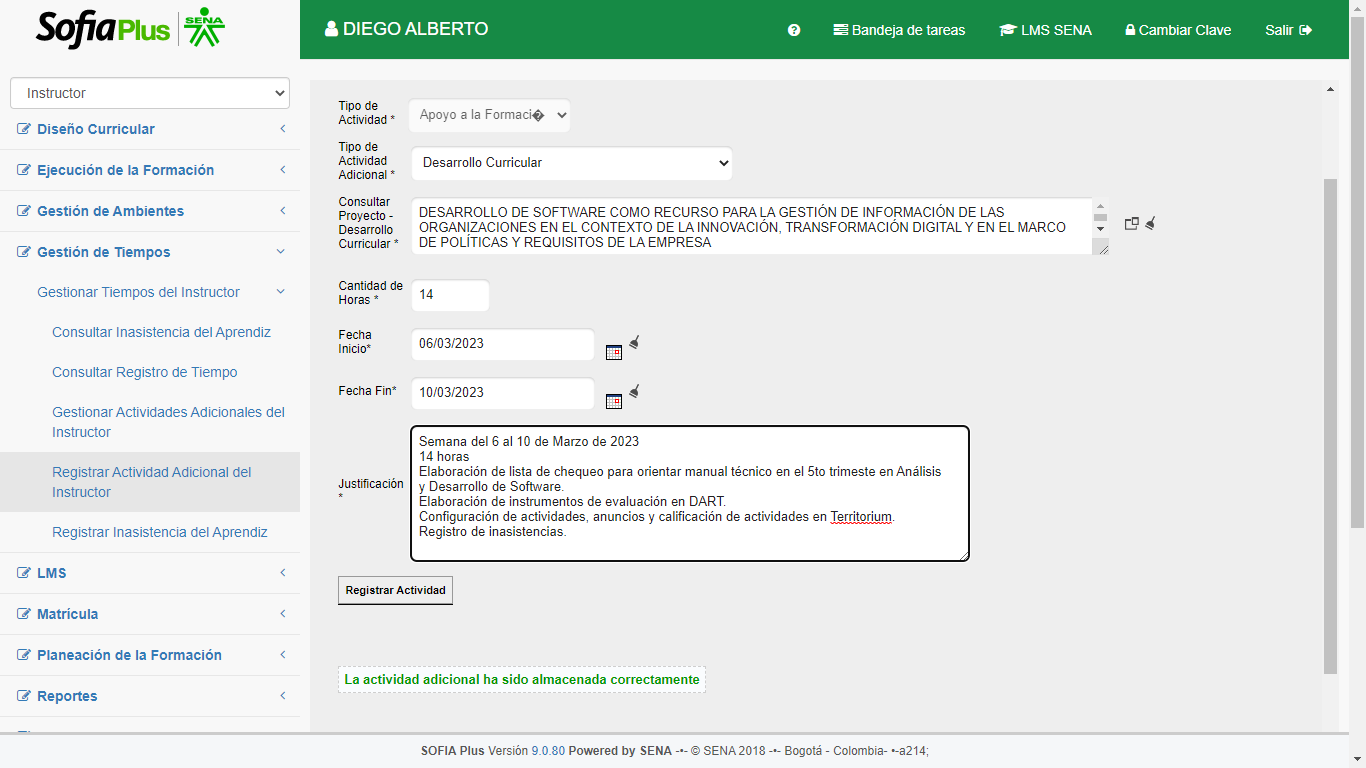 Sofia Plus SENA
DIEGO ALBERTO
Bandeja de tareas
LMS SENA
Cambiar Clave
Salir
Instructor
Diseño Curricular
Ejecución de la Formación
Gestión de Ambientes
Gestión de Tiempos
Gestionar Tiempos del Instructor
Consultar Inasistencia del Aprendiz
Consultar Registro de Tiempo
Gestionar Actividades Adicionales del
Instructor
Registrar Actividad Adicional del
Instructor
Registrar Inasistencia del Aprendiz
LMS
Matrícula
Planeación de la Formación
Reportes
Tipo de
Actividad *
Apoyo a la Formaci�
Tipo de
Actividad
Adicional *
Desarrollo Curricular
Consultar
Proyecto -
Desarrollo
Curricular *
DESARROLLO DE SOFTWARE COMO RECURSO PARA LA GESTIÓN DE INFORMACIÓN DE LAS
ORGANIZACIONES EN EL CONTEXTO DE LA INNOVACIÓN, TRANSFORMACIÓN DIGITAL Y EN EL MARCO
DE POLÍTICAS Y REQUISITOS DE LA EMPRESA
Cantidad de
Horas *
14
Fecha
Inicio*
06/03/2023
Fecha Fin*
10/03/2023
Justificación
*
Semana del 6 al 10 de Marzo de 2023
14 horas
Elaboración de lista de chequeo para orientar manual técnico en el 5to trimeste en Análisis
y Desarrollo de Software.
Elaboración de instrumentos de evaluación en DART.
Configuración de actividades, anuncios y calificación de actividades en Territorium.
Registro de inasistencias.
Registrar Actividad
La actividad adicional ha sido almacenada correctamente
SOFIA Plus Versión 9.0.80 Powered by SENA -•- © SENA 2018 -•- Bogotá - Colombia- •-a214;